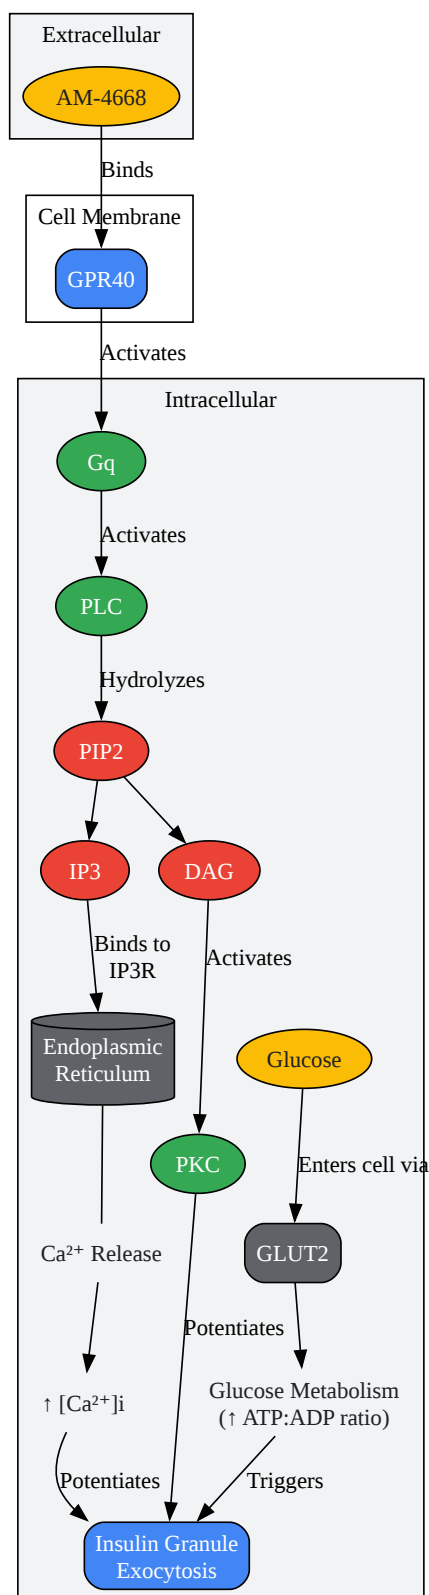 Extracellular
AM-4668
Binds
Cell Membrane
GPR40
Activates
Intracellular
Gq
Activates
PLC
Hydrolyzes
PIP2
IP3
DAG
Binds to
IP3R
Activates
Endoplasmic
Reticulum
Glucose
PKC
Enters cell via
Ca²⁺ Release
GLUT2
Potentiates
↑ [Ca²⁺]i
Glucose Metabolism
(↑ ATP:ADP ratio)
Potentiates
Triggers
Insulin Granule
Exocytosis